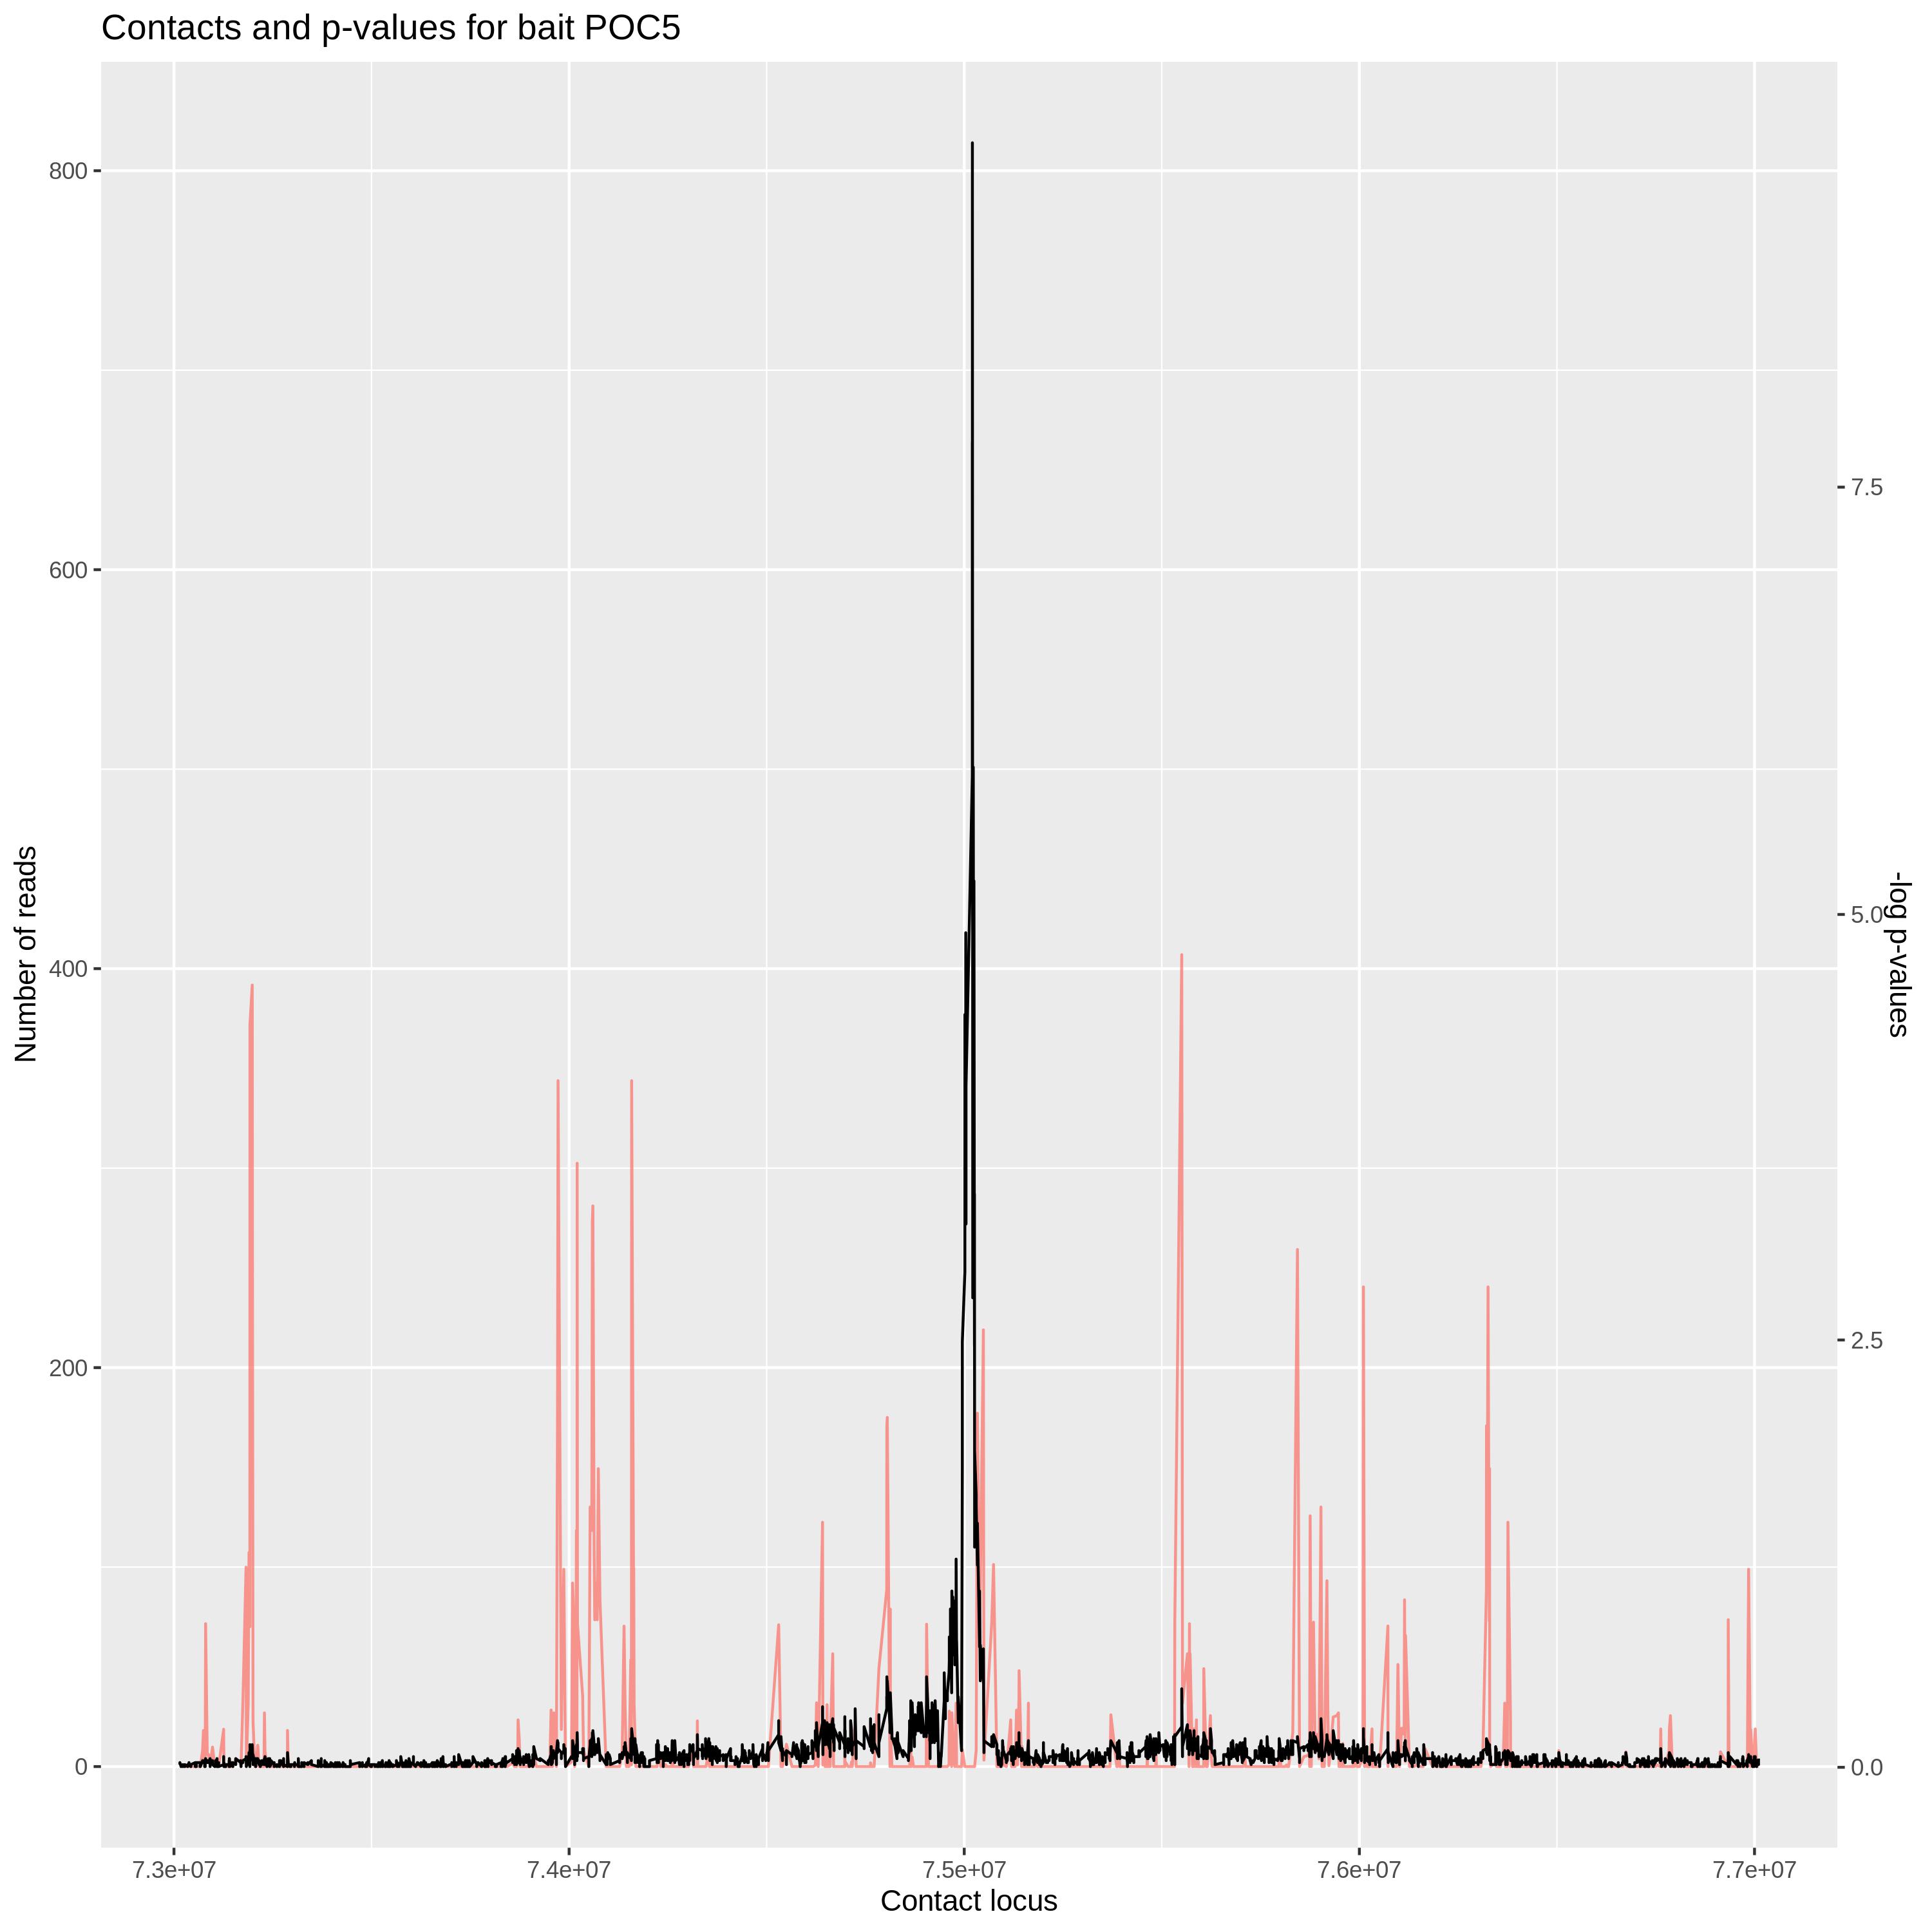 Contacts and p-values for bait POC5
800
600
400
200
0
Number of reads
7.5
5.0
2.5
0.0
-log p-values
7.3e+07
7.4e+07
7.5e+07
7.6e+07
7.7e+07
Contact locus